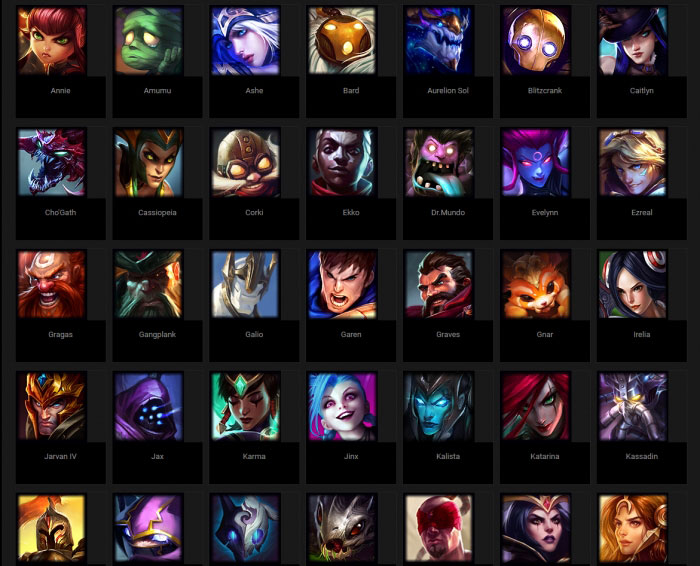 Annie
Amumu
Ashe
Bard
Aurelion Sol
Blitzcrank
Caitlyn
Cho'Gath
Cassiopeia
Corki
Ekko
Dr.Mundo
Evelynn
Ezreal
Gragas
Gangplank
Galio
Garen
Graves
Gnar
Irelia
Jarvan IV
Jax
Karma
Jinx
Kalista
Katarina
Kassadin